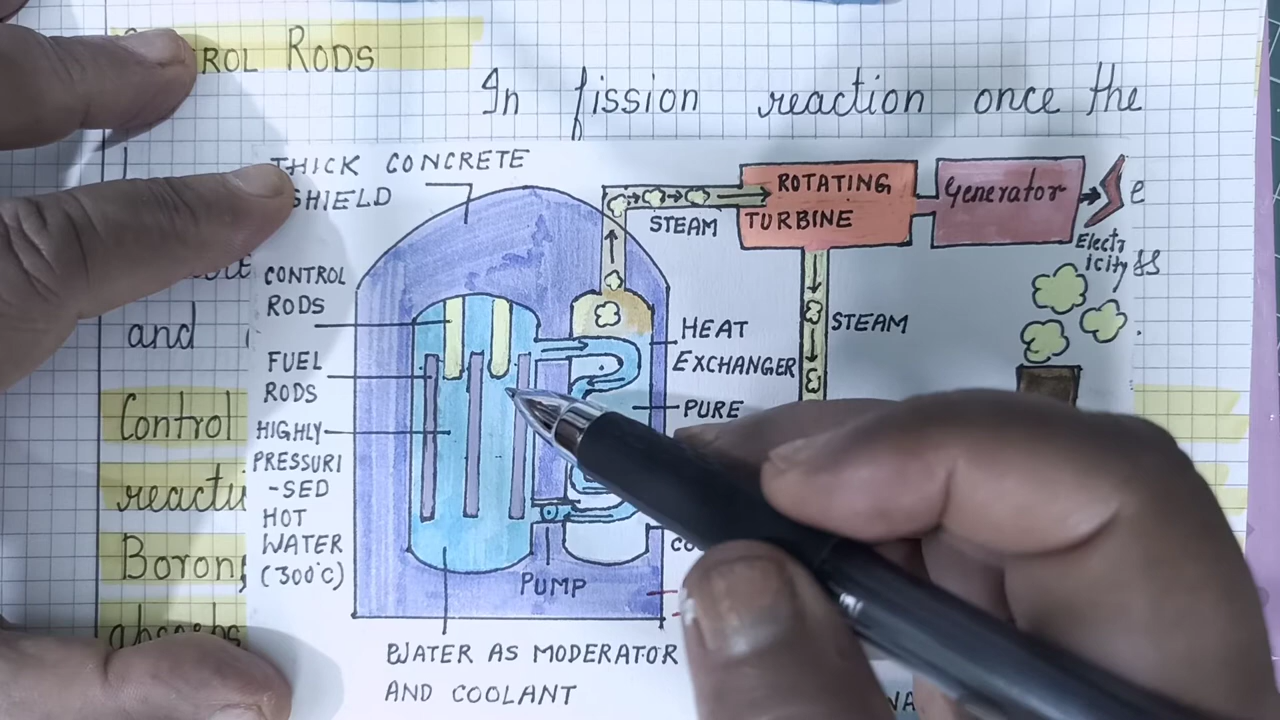 RODS
In fission reaction once the
THICK CONCRETE
SHIELD
CONTROL
RODS
FUEL
RODS
HIGHLY
PRESSURI
-SED
HOT
WATER
(300°C)
WATER AS MODERATOR
AND COOLANT
PUMP
STEAM
ROTATING
TURBINE
Generator
Electr
icity
STEAM
HEAT
EXCHANGER
PURE
and
Control
Boron,
absorbs